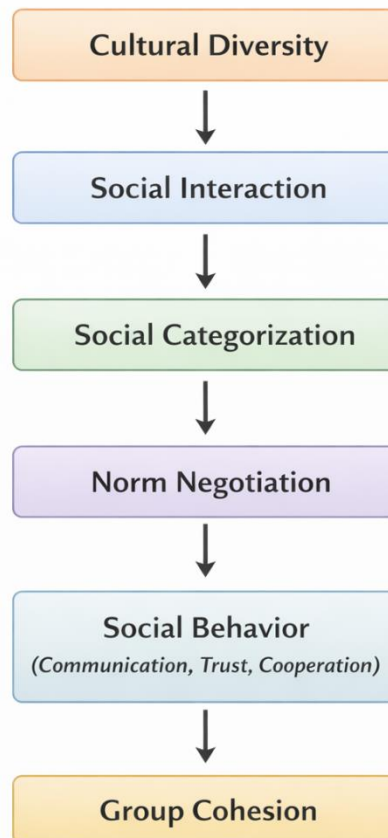 Cultural Diversity
Social Interaction
Social Categorization
Norm Negotiation
Social Behavior
(Communication, Trust, Cooperation)
Group Cohesion